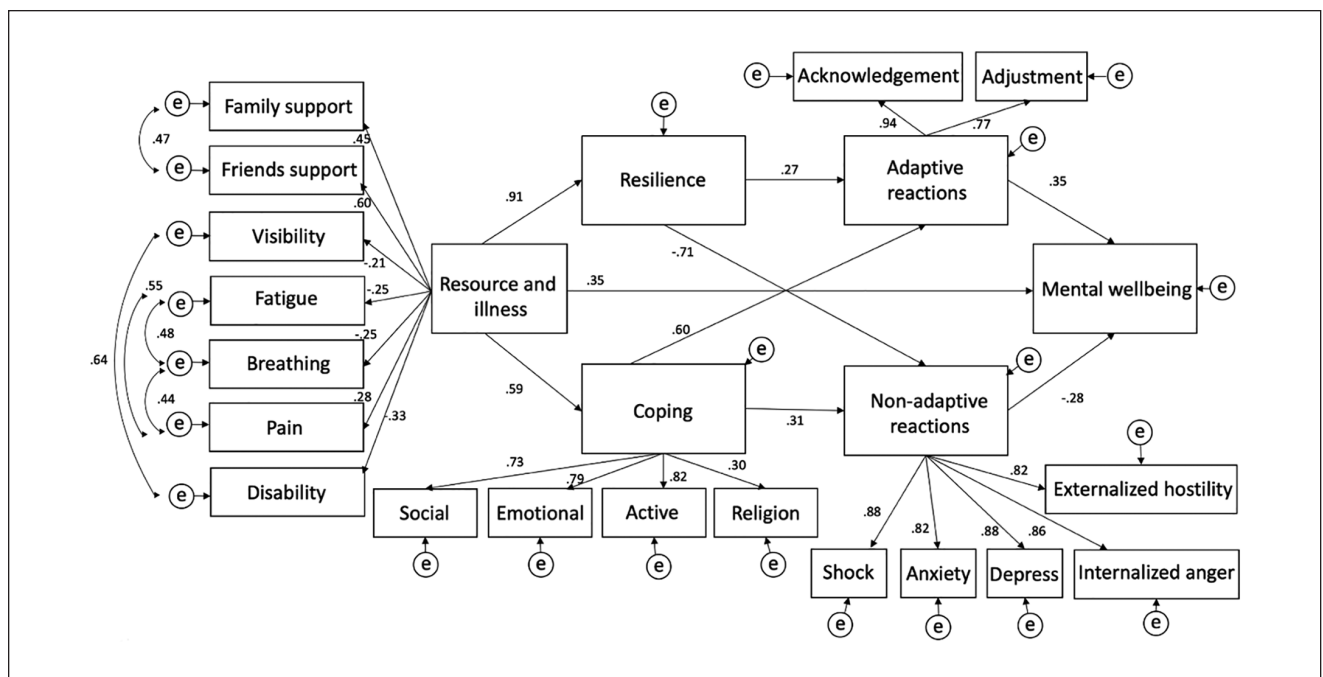 e
Acknowledgement
Adjustment
e
e
Family support
.47
.45
e
Friends support
.60
e
Resilience
.94
.77
e
Adaptive
reactions
.27
.35
.91
e
Visibility
-.21
.55
e
Fatigue
-.25
.48
-.25
.64
e
Breathing
.44
.28
e
Pain
-.33
e
Disability
Resource and
illness
.35
-.71
Mental wellbeing
e
.60
e
.59
Coping
.31
e
Non-adaptive
reactions
-.28
.73
.79
.82
.30
Social
Emotional
Active
Religion
e
e
e
e
e
.82
Externalized hostility
.88
.82
.88
.86
Shock
Anxiety
Depress
Internalized anger
e
e
e
e